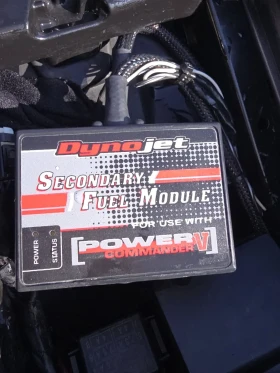 Dynojet
SECONDARY
FUEL MODULE
FOR USE WITH
POWER
STATUS
POWER V
COMMANDER